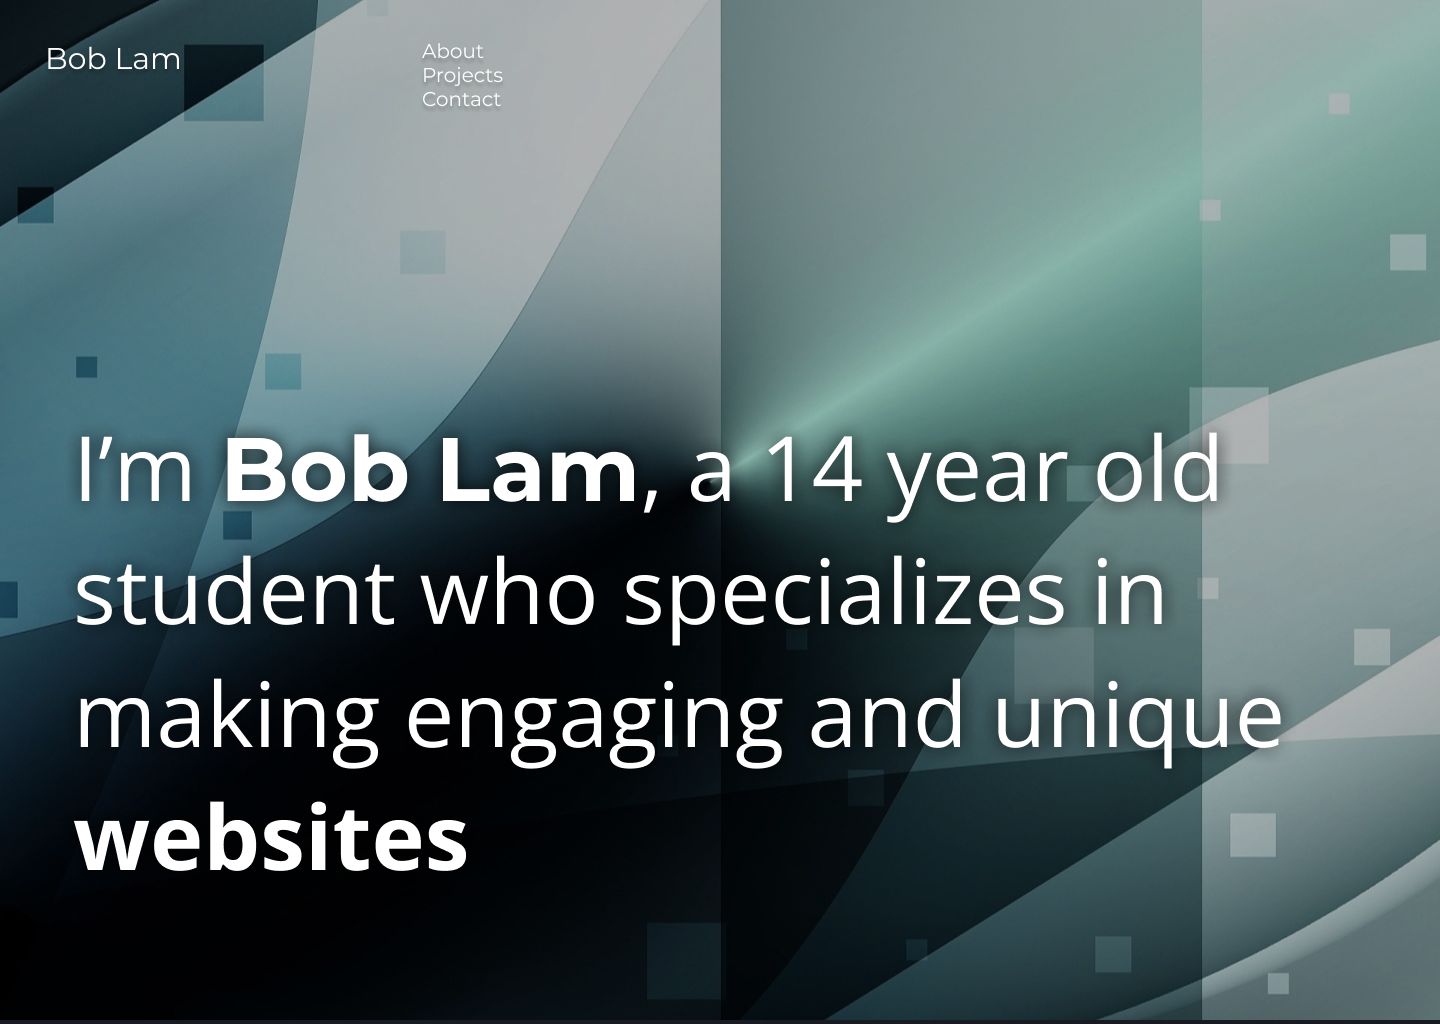 Bob Lam
About
Projects
Contact
I’m Bob Lam, a 14 year old
student who specializes in
making engaging and unique
websites